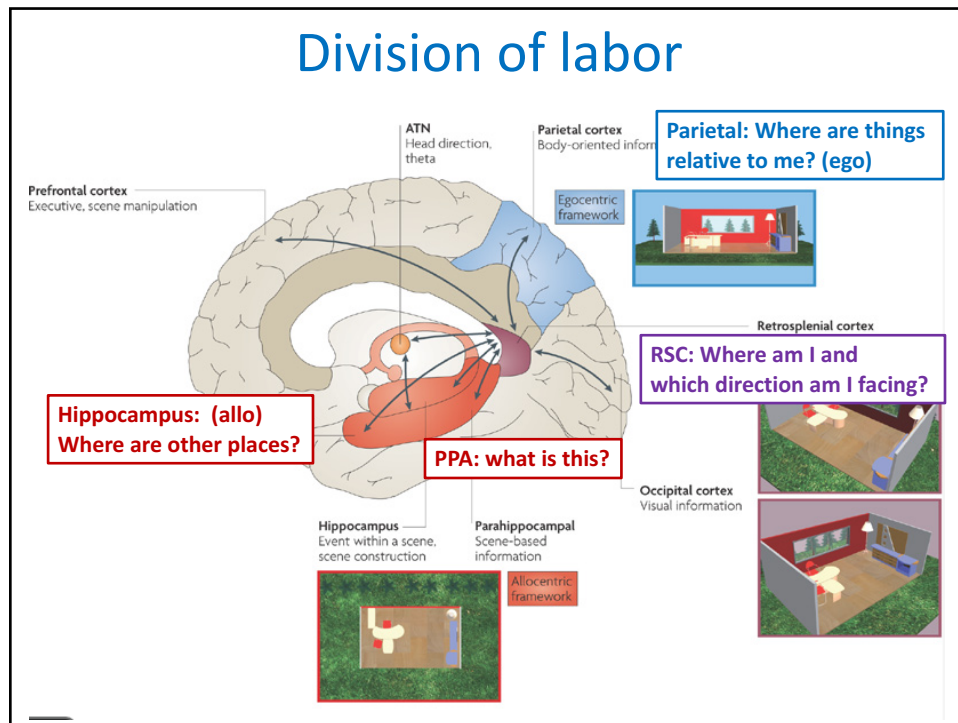 Division of labor
ATN
Head direction,
theta
Parietal cortex
Body-oriented
Parietal: Where are things
relative to me? (ego)
Prefrontal cortex
Executive, scene manipulation
Egocentric
framework
Retrosplenial cortex
RSC: Where am I and
which direction am I facing?
Hippocampus: (allo)
Where are other places?
PPA: what is this?
Occipital cortex
Visual information
Hippocampus
Event within a scene,
scene construction
Parahippocampal
Scene-based
information
Allocentric
framework